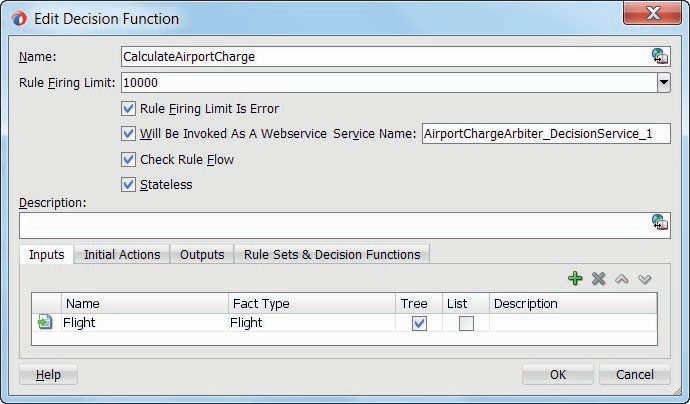 Edit Decision Function
Name: CalculateAirportCharge
Rule Firing Limit: 10000
Rule Firing Limit Is Error
Will Be Invoked As A Webservice Service Name: AirportChargeArbiter_DecisionService_1
Check Rule Flow
Stateless
Description:
Inputs Initial Actions Outputs Rule Sets & Decision Functions
Name Fact Type Tree List Description
Flight Flight
Help OK Cancel